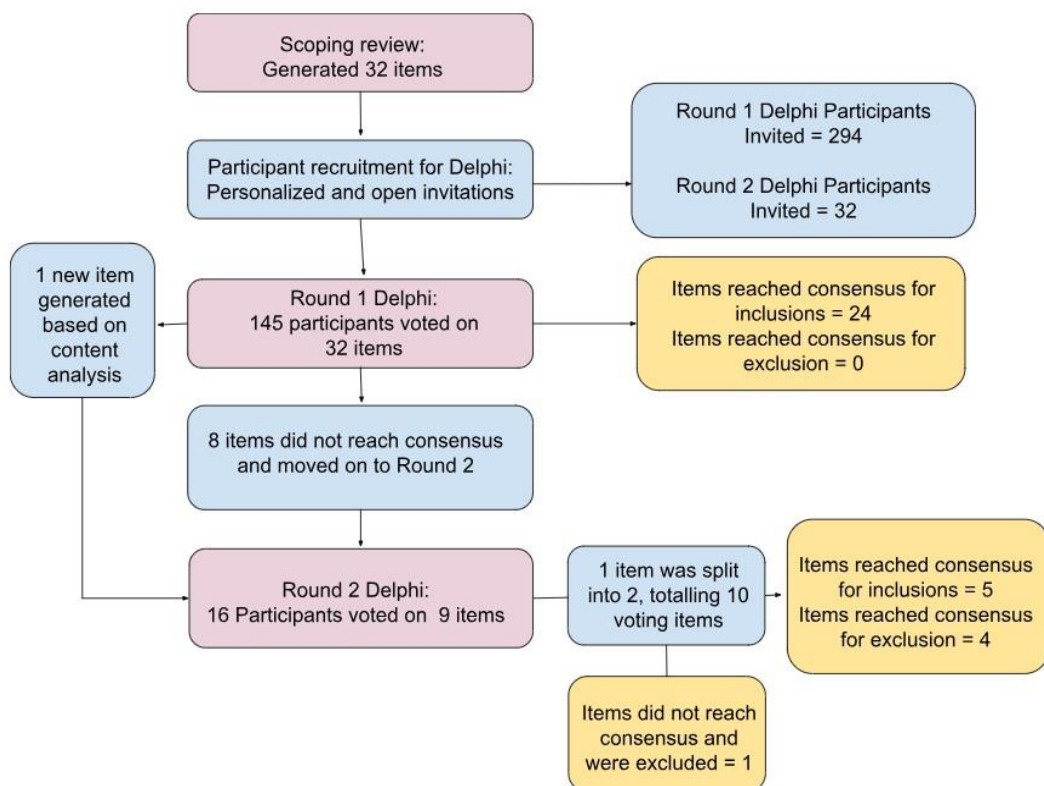 Scoping review:
Generated 32 items
Participant recruitment for Delphi:
Personalized and open invitations
Round 1 Delphi Participants
Invited = 294
Round 2 Delphi Participants
Invited = 32
1 new item
generated
based on
content
analysis
Round 1 Delphi:
145 participants voted on
32 items
Items reached consensus for
inclusions = 24
Items reached consensus for
exclusion = 0
8 items did not reach consensus
and moved on to Round 2
Round 2 Delphi:
16 Participants voted on 9 items
1 item was split
into 2, totalling 10
voting items
Items reached consensus
for inclusions = 5
Items reached consensus
for exclusion = 4
Items did not reach
consensus and
were excluded = 1